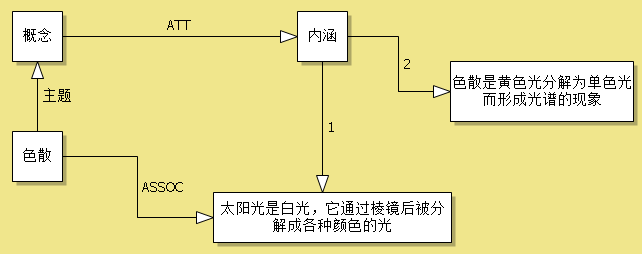 概念
ATT
内涵
2
色散是黄色光分解为单色光
而形成光谱的现象
主题
1
色散
ASSOC
太阳光是白光，它通过棱镜后被分
解成各种颜色的光